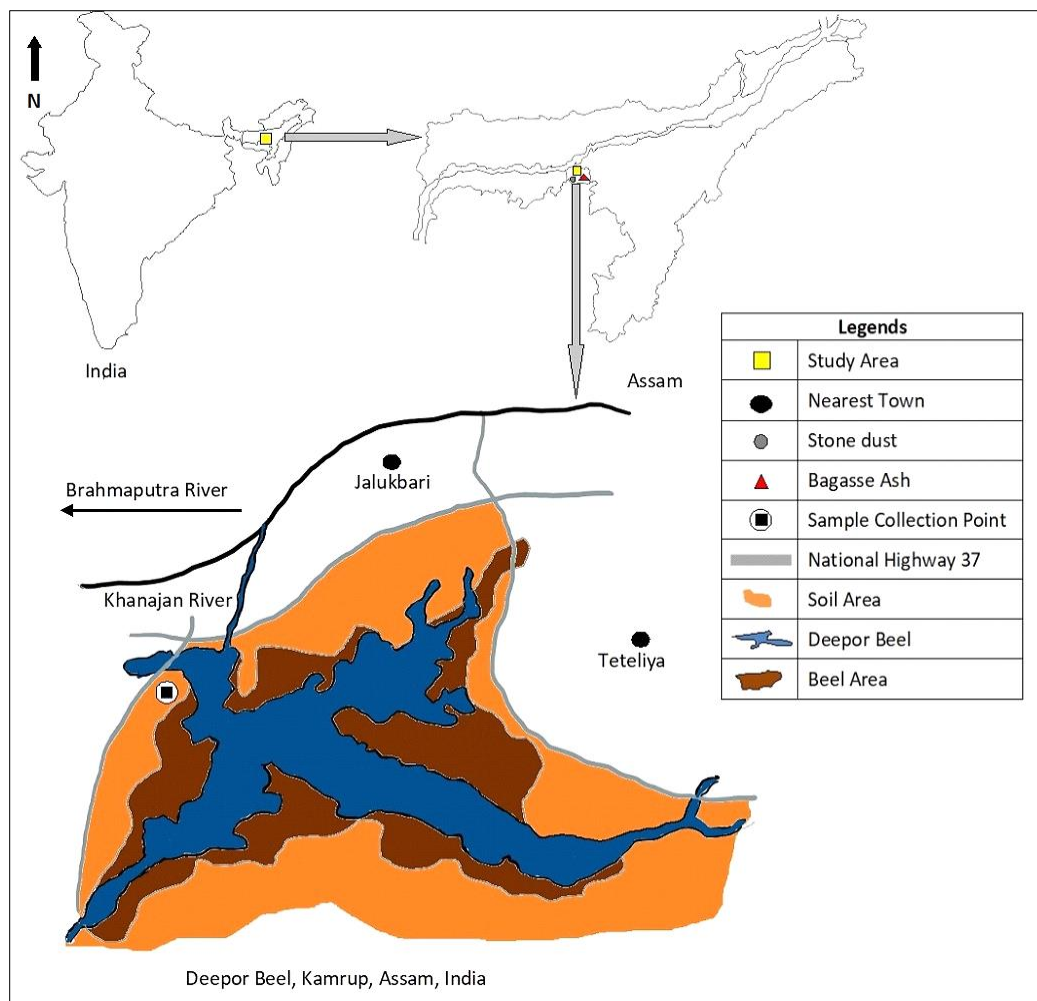 N
India
Assam
Legends
Study Area
Nearest Town
Stone dust
Bagasse Ash
Sample Collection Point
National Highway 37
Soil Area
Deepor Beel
Beel Area
Jalukbari
Brahmaputra River
Khanajan River
Teteliya
Deepor Beel, Kamrup, Assam, India